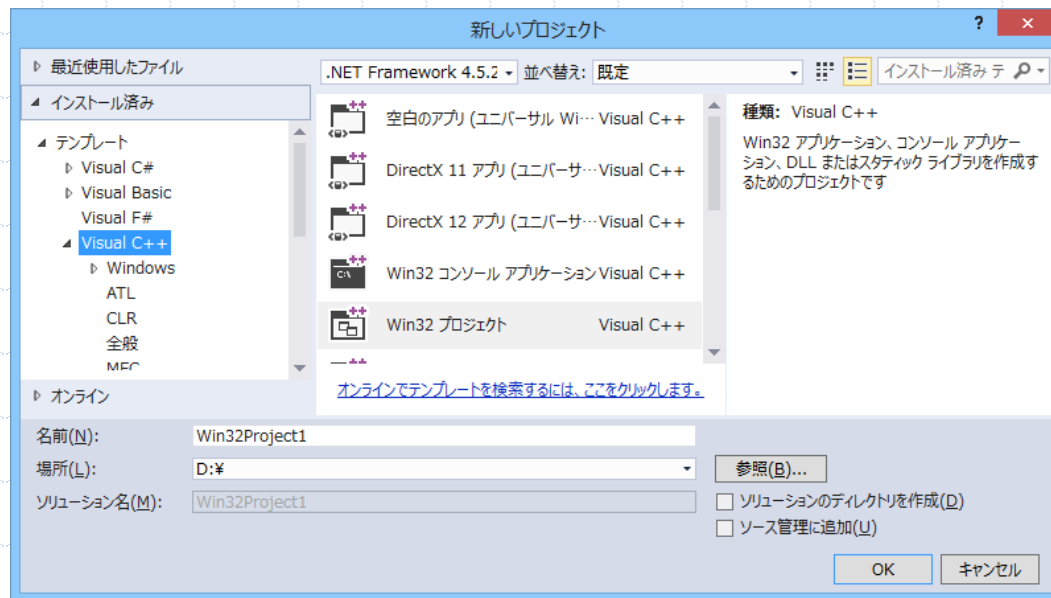 新しいプロジェクト
?
最近使用したファイル
.NET Framework 4.5.2
並べ替え: 既定
インストール済み テ
インストール済み
テンプレート
Visual C#
Visual Basic
Visual F#
Visual C++
Windows
ATL
CLR
全般
MFC
オンライン
空白のアプリ (ユニバーサル Wi… Visual C++
DirectX 11 アプリ (ユニバーサ… Visual C++
DirectX 12 アプリ (ユニバーサ… Visual C++
Win32 コンソール アプリケーション Visual C++
Win32 プロジェクト Visual C++
オンラインでテンプレートを検索するには、ここをクリックします。
種類: Visual C++
Win32 アプリケーション、コンソール アプリケー
ション、DLL またはスタティック ライブラリを作成す
るためのプロジェクトです
名前(N): Win32Project1
場所(L): D:¥
参照(B)...
ソリューション名(M): Win32Project1
ソリューションのディレクトリを作成(D)
ソース管理に追加(U)
OK
キャンセル